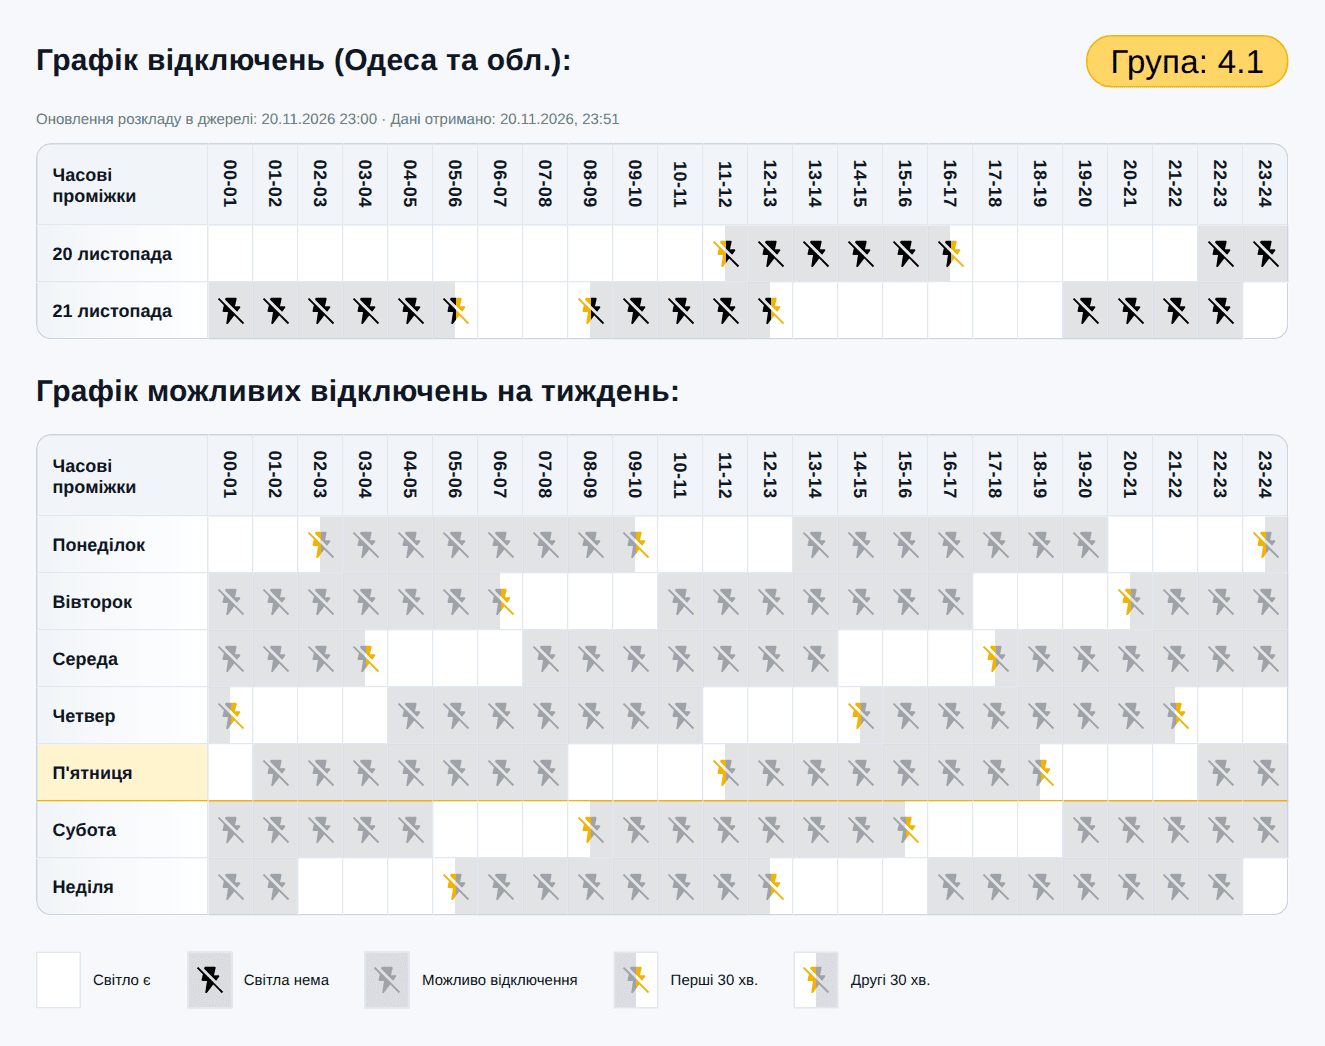 Графік відключень (Одеса та обл.):
Група: 4.1
Оновлення розкладу в джерелі: 20.11.2026 23:00 · Дані отримано: 20.11.2026, 23:51
Часові проміжки 00-01 01-02 02-03 03-04 04-05 05-06 06-07 07-08 08-09 09-10 10-11 11-12 12-13 13-14 14-15 15-16 16-17 17-18 18-19 19-20 20-21 21-22 22-23 23-24
20 листопада
21 листопада
Графік можливих відключень на тиждень:
Часові проміжки 00-01 01-02 02-03 03-04 04-05 05-06 06-07 07-08 08-09 09-10 10-11 11-12 12-13 13-14 14-15 15-16 16-17 17-18 18-19 19-20 20-21 21-22 22-23 23-24
Понеділок
Вівторок
Середа
Четвер
П'ятниця
Субота
Неділя
Світло є
Світла нема
Можливо відключення
Перші 30 хв.
Другі 30 хв.